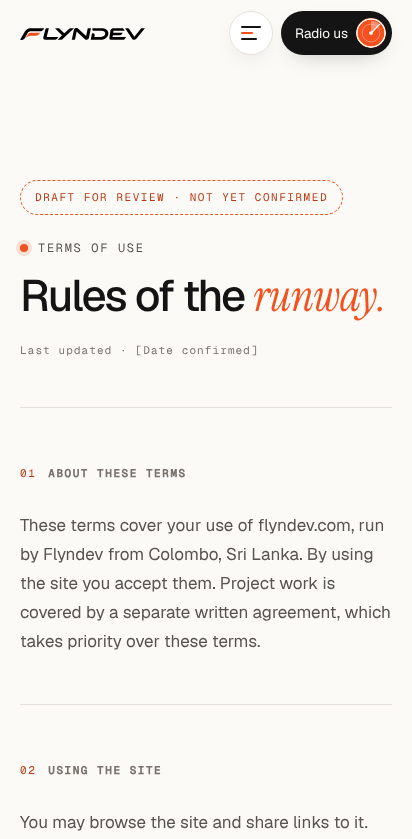 FLYNDEV
Radio us
DRAFT FOR REVIEW · NOT YET CONFIRMED
TERMS OF USE
Rules of the runway.
Last updated · [Date confirmed]
01 ABOUT THESE TERMS
These terms cover your use of flyndev.com, run
by Flyndev from Colombo, Sri Lanka. By using
the site you accept them. Project work is
covered by a separate written agreement, which
takes priority over these terms.
02 USING THE SITE
You may browse the site and share links to it.